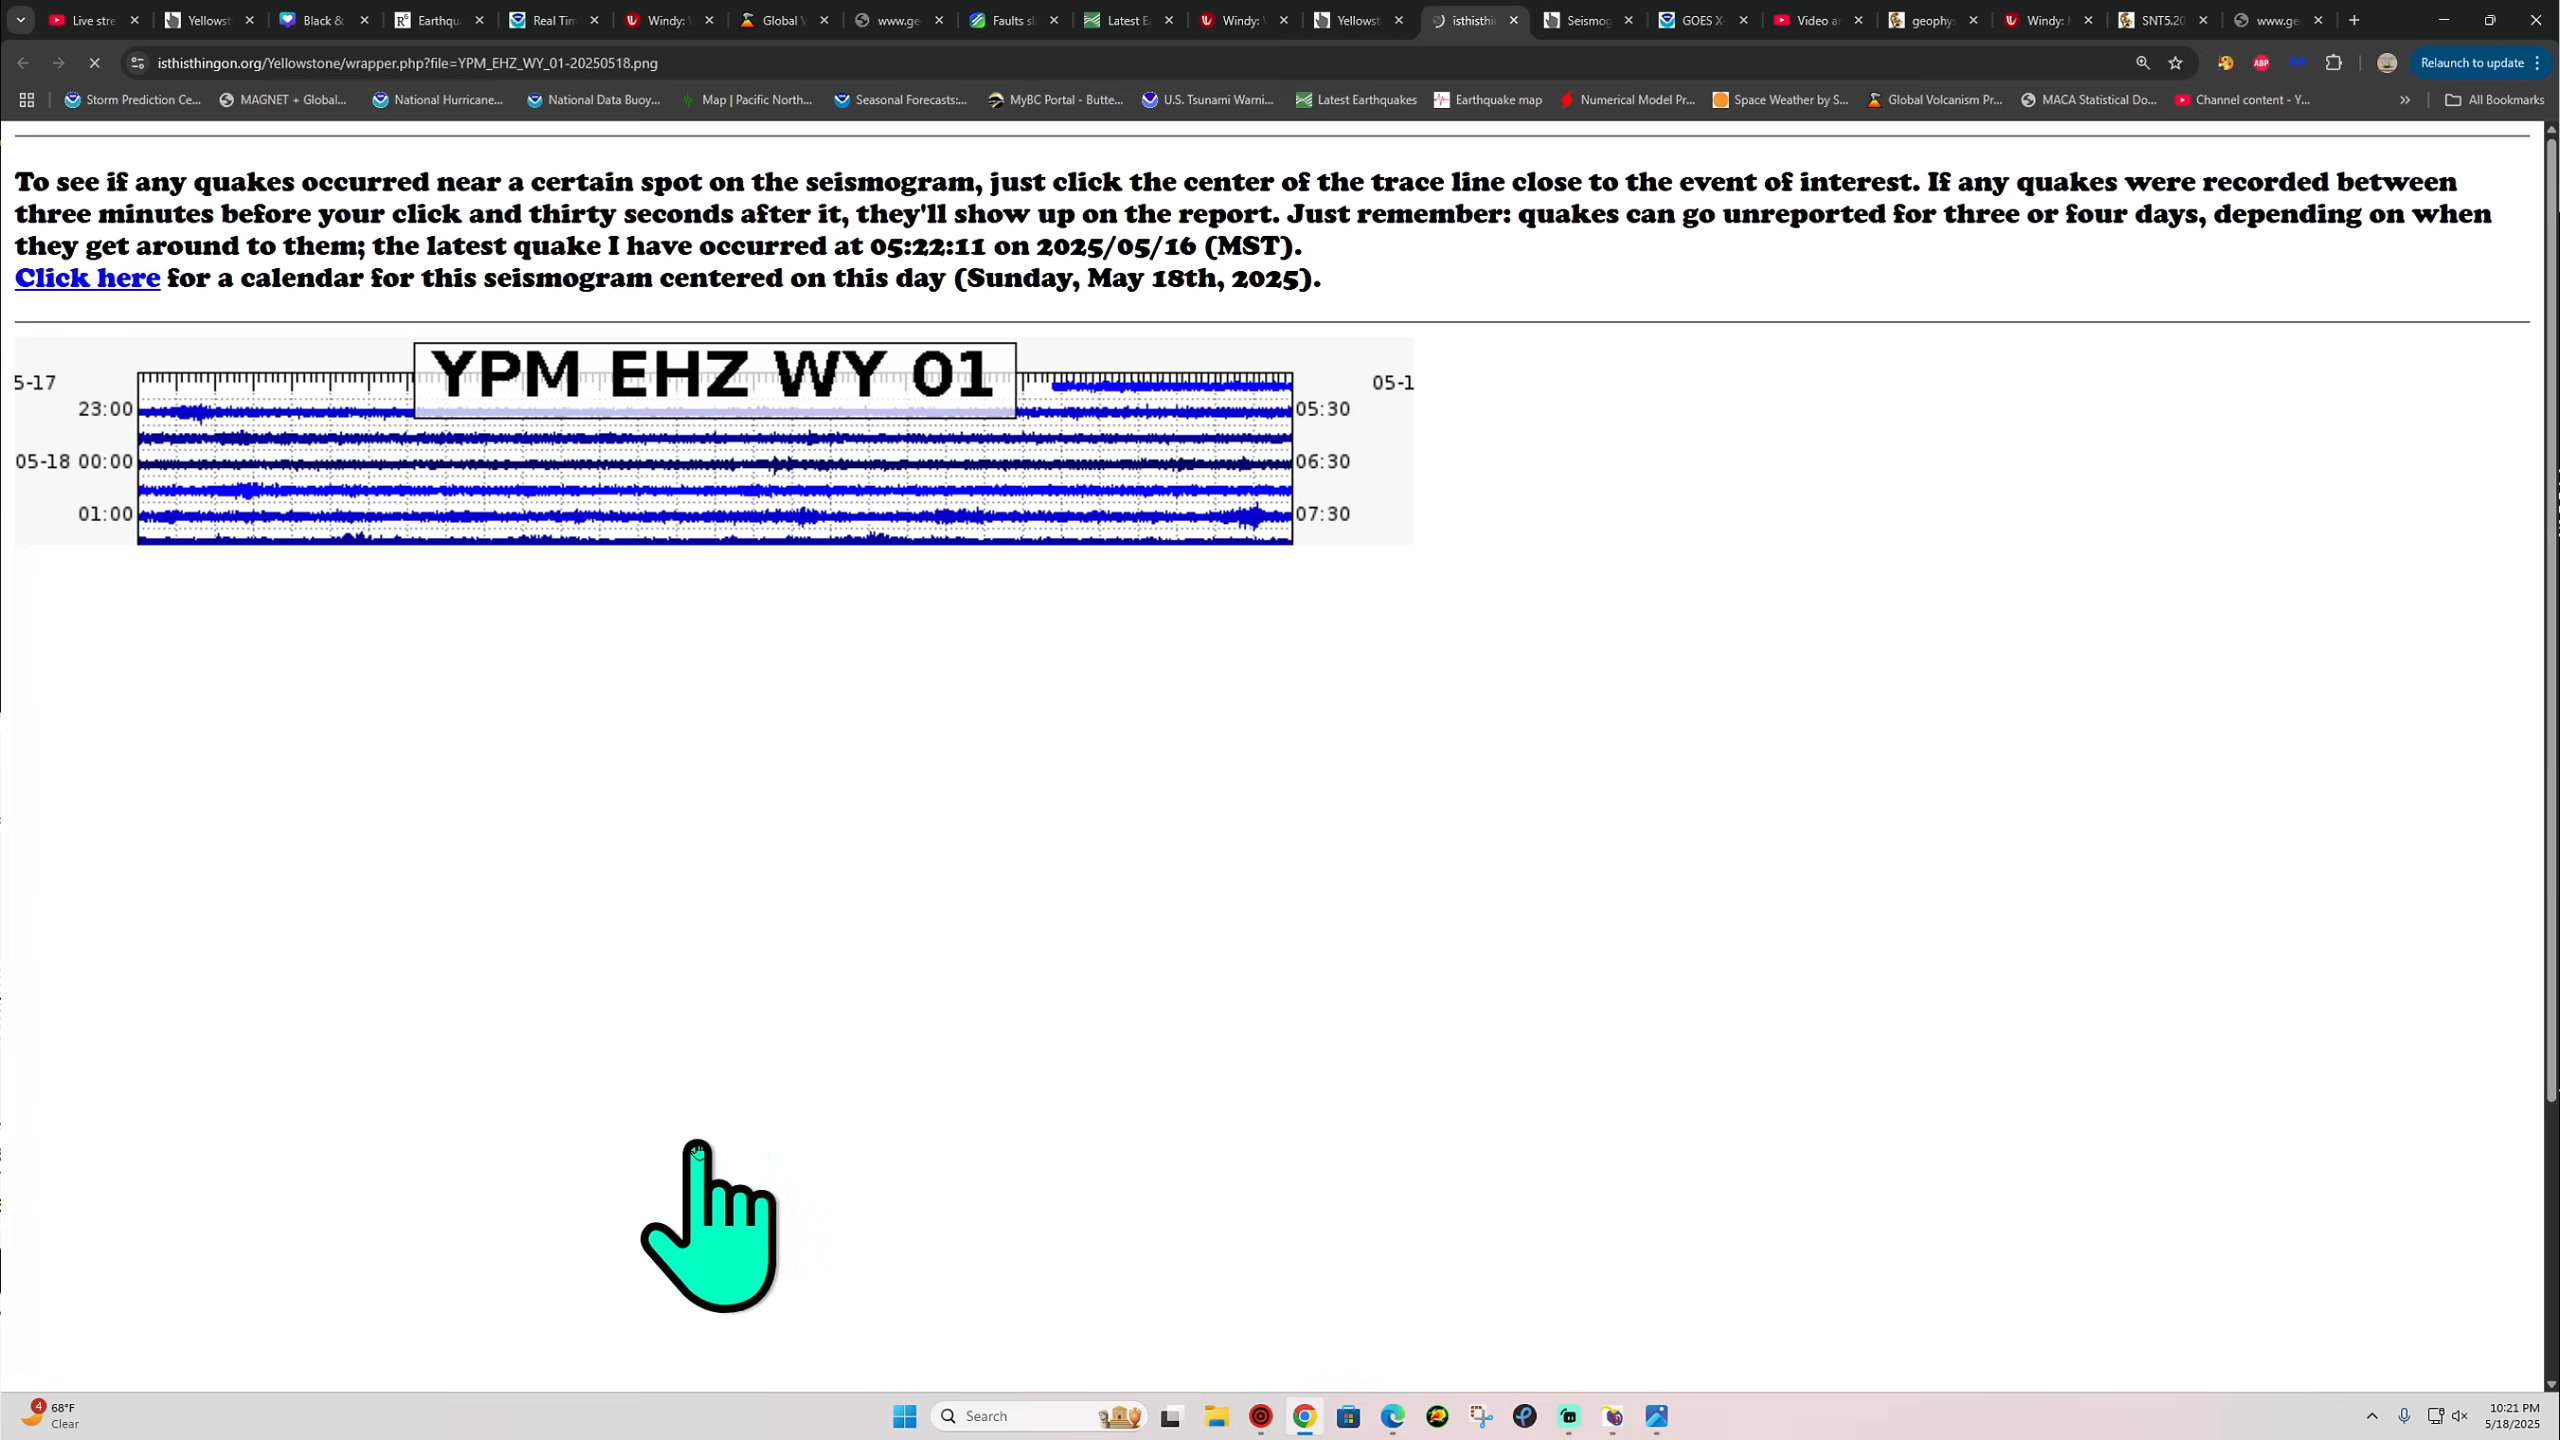 Live stre
Yellowst
Black &
Earthqu
Real Tim
Windy:
Global V
www.ge
Faults sl
Latest E
Windy:
Yellowst
isthisthin
Seismog
GOES X-
Video a
geophys
Windy:
SNT5.20
www.ge
isthisthingon.org/Yellowstone/wrapper.php?file=YPM_EHZ_WY_01-20250518.png
ABP
Relaunch to update
Storm Prediction Ce...
MAGNET + Global...
National Hurricane...
National Data Buoy...
Map | Pacific North...
Seasonal Forecasts:...
MyBC Portal - Butte...
U.S. Tsunami Warni...
Latest Earthquakes
Earthquake map
Numerical Model Pr...
Space Weather by S...
Global Volcanism Pr...
MACA Statistical Do...
Channel content - Y...
All Bookmarks
To see if any quakes occurred near a certain spot on the seismogram, just click the center of the trace line close to the event of interest. If any quakes were recorded between
three minutes before your click and thirty seconds after it, they'll show up on the report. Just remember: quakes can go unreported for three or four days, depending on when
they get around to them; the latest quake I have occurred at 05:22:11 on 2025/05/16 (MST).
Click here for a calendar for this seismogram centered on this day (Sunday, May 18th, 2025).
YPM EHZ WY 01
5-17
05-1
23:00
05:30
05-18 00:00
06:30
01:00
07:30
4
68°F
Clear
Search
10:21 PM
5/18/2025